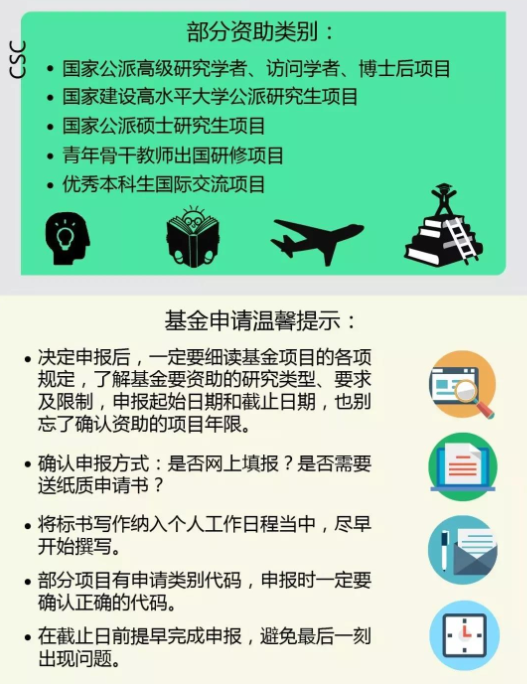 CSC
部分资助类别：
• 国家公派高级研究学者、访问学者、博士后项目
• 国家建设高水平大学公派研究生项目
• 国家公派硕士研究生项目
• 青年骨干教师出国研修项目
• 优秀本科生国际交流项目
基金申请温馨提示：
• 决定申报后，一定要细读基金项目的各项
规定，了解基金要资助的研究类型、要求
及限制，申报起始日期和截止日期，也别
忘了确认资助的项目年限。
• 确认申报方式：是否网上填报？是否需要
送纸质申请书？
• 将标书写作纳入个人工作日程当中，尽早
开始撰写。
• 部分项目有申请类别代码，申报时一定要
确认正确的代码。
• 在截止日前提早完成申报，避免最后一刻
出现问题。